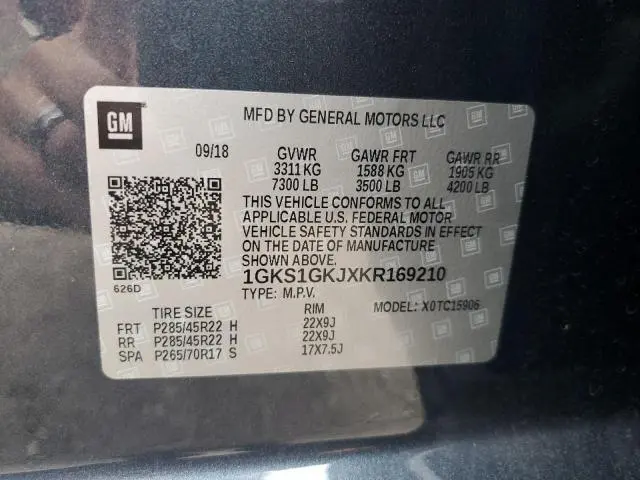 GM
MFD BY GENERAL MOTORS LLC
09/18 GVWR GAWR FRT GAWR RR
3311 KG 1588 KG 1905 KG
7300 LB 3500 LB 4200 LB
THIS VEHICLE CONFORMS TO ALL
APPLICABLE U.S. FEDERAL MOTOR
VEHICLE SAFETY STANDARDS IN EFFECT
ON THE DATE OF MANUFACTURE
SHOWN ABOVE.
626D
1GKS1GKJXKR169210
TYPE: M.P.V. MODEL: X0TC15906
TIRE SIZE RIM
FRT P285/45R22 H 22X9J
RR P285/45R22 H 22X9J
SPA P265/70R17 S 17X7.5J